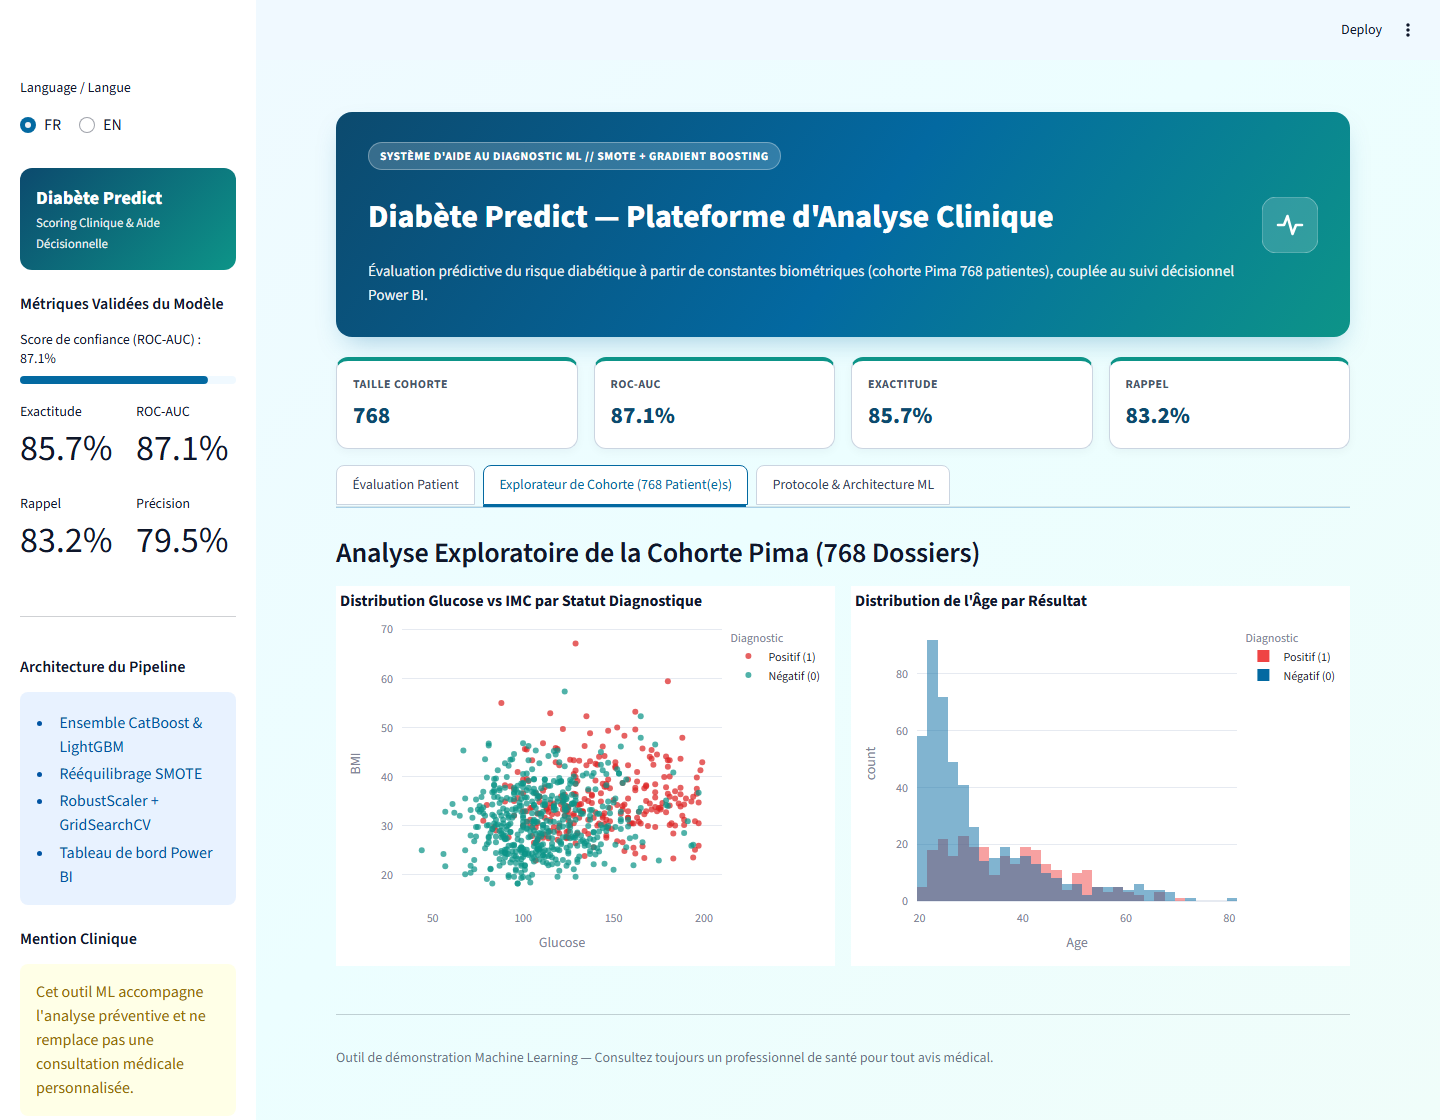 Deploy
Language / Langue
FR
EN
Diabète Predict
Scoring Clinique & Aide
Décisionnelle
Métriques Validées du Modèle
Score de confiance (ROC-AUC) :
87.1%
Exactitude
ROC-AUC
85.7%
87.1%
Rappel
Précision
83.2%
79.5%
Architecture du Pipeline
Ensemble CatBoost &
LightGBM
Rééquilibrage SMOTE
RobustScaler +
GridSearchCV
Tableau de bord Power
BI
Mention Clinique
Cet outil ML accompagne
l'analyse préventive et ne
remplace pas une
consultation médicale
personnalisée.
SYSTÈME D'AIDE AU DIAGNOSTIC ML // SMOTE + GRADIENT BOOSTING
Diabète Predict — Plateforme d'Analyse Clinique
Évaluation prédictive du risque diabétique à partir de constantes biométriques (cohorte Pima 768 patientes), couplée au suivi décisionnel
Power BI.
TAILLE COHORTE
768
ROC-AUC
87.1%
EXACTITUDE
85.7%
RAPPEL
83.2%
Évaluation Patient
Explorateur de Cohorte (768 Patient(e)s)
Protocole & Architecture ML
Analyse Exploratoire de la Cohorte Pima (768 Dossiers)
Distribution Glucose vs IMC par Statut Diagnostique
70
60
50
40
30
20
BMI
50
100
150
200
Glucose
Diagnostic
Positif (1)
Négatif (0)
Distribution de l'Âge par Résultat
80
60
40
20
0
count
20
40
60
80
Age
Diagnostic
Positif (1)
Négatif (0)
Outil de démonstration Machine Learning — Consultez toujours un professionnel de santé pour tout avis médical.